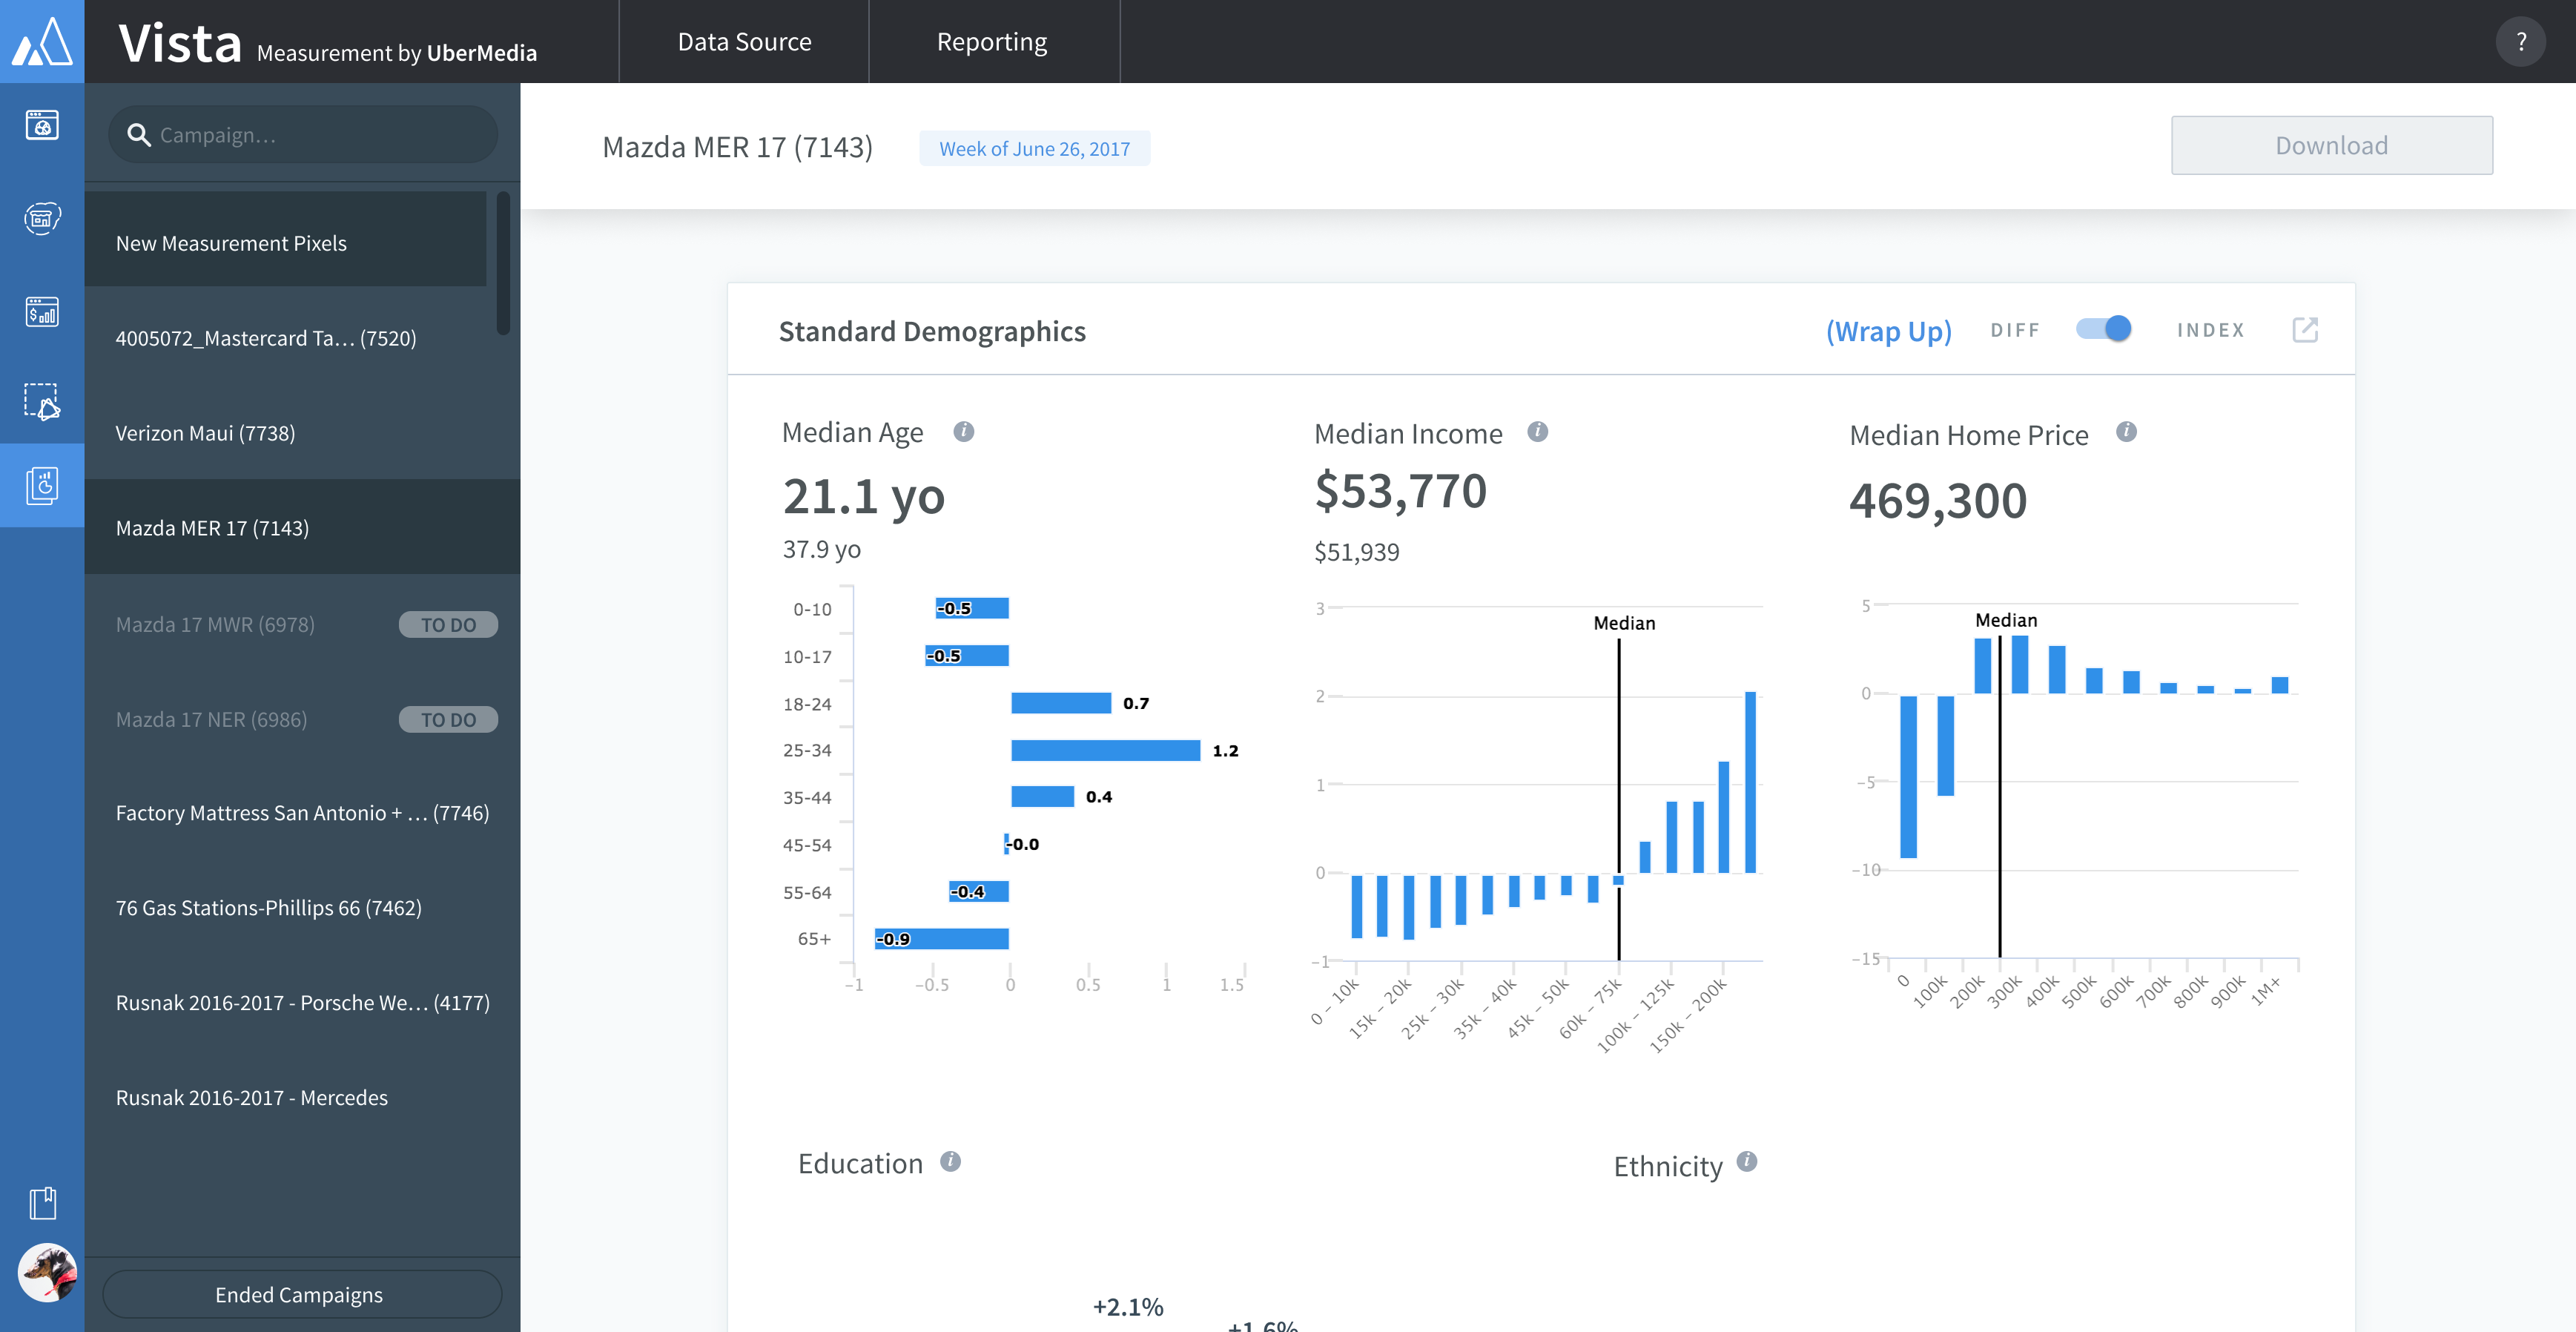 Vista Measurement by UberMedia
Data Source
Reporting
?
Campaign...
New Measurement Pixels
4005072_Mastercard Ta... (7520)
Verizon Maui (7738)
Mazda MER 17 (7143)
Mazda 17 MWR (6978)
TO DO
Mazda 17 NER (6986)
TO DO
Factory Mattress San Antonio + ... (7746)
76 Gas Stations-Phillips 66 (7462)
Rusnak 2016-2017 - Porsche We... (4177)
Rusnak 2016-2017 - Mercedes
Ended Campaigns
Mazda MER 17 (7143)
Week of June 26, 2017
Download
Standard Demographics
(Wrap Up)
DIFF
INDEX
Median Age
21.1 yo
37.9 yo
0-10
-0.5
10-17
-0.5
18-24
0.7
25-34
1.2
35-44
0.4
45-54
-0.0
55-64
-0.4
65+
-0.9
−1
−0.5
0
0.5
1
1.5
Median Income
$53,770
$51,939
3
2
1
0
−1
Median
0 – 10k
15k – 20k
25k – 30k
35k – 40k
45k – 50k
60k – 75k
100k – 125k
150k – 200k
Median Home Price
469,300
5
0
−5
−10
−15
Median
0
100k
200k
300k
400k
500k
600k
700k
800k
900k
1M+
Education
+2.1%
+1.6%
Ethnicity